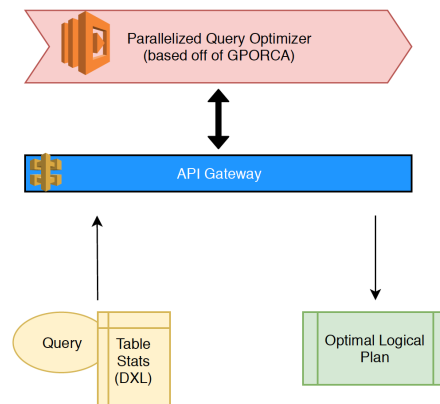 Parallelized Query Optimizer
(based off of GPORCA)
API Gateway
Query
Table
Stats
(DXL)
Optimal Logical
Plan